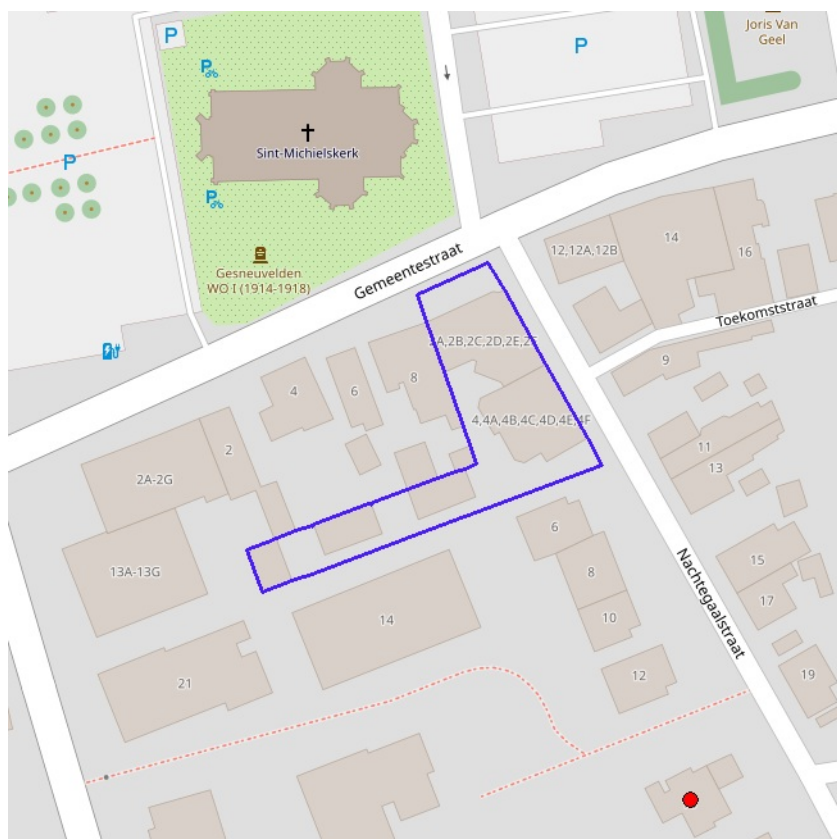 P
P
Joris Van
Geel
P
Sint-Michielskerk
P
P
Gesneuvelden
WO I (1914-1918)
Gemeentestraat
12,12A,12B
14
16
Toekomststraat
2A,2B,2C,2D,2E,2F
9
4
6
8
4,4A,4B,4C,4D,4E,4F
11
13
2
2A-2G
6
15
13A-13G
8
17
10
14
Nachtegaalstraat
12
19
21